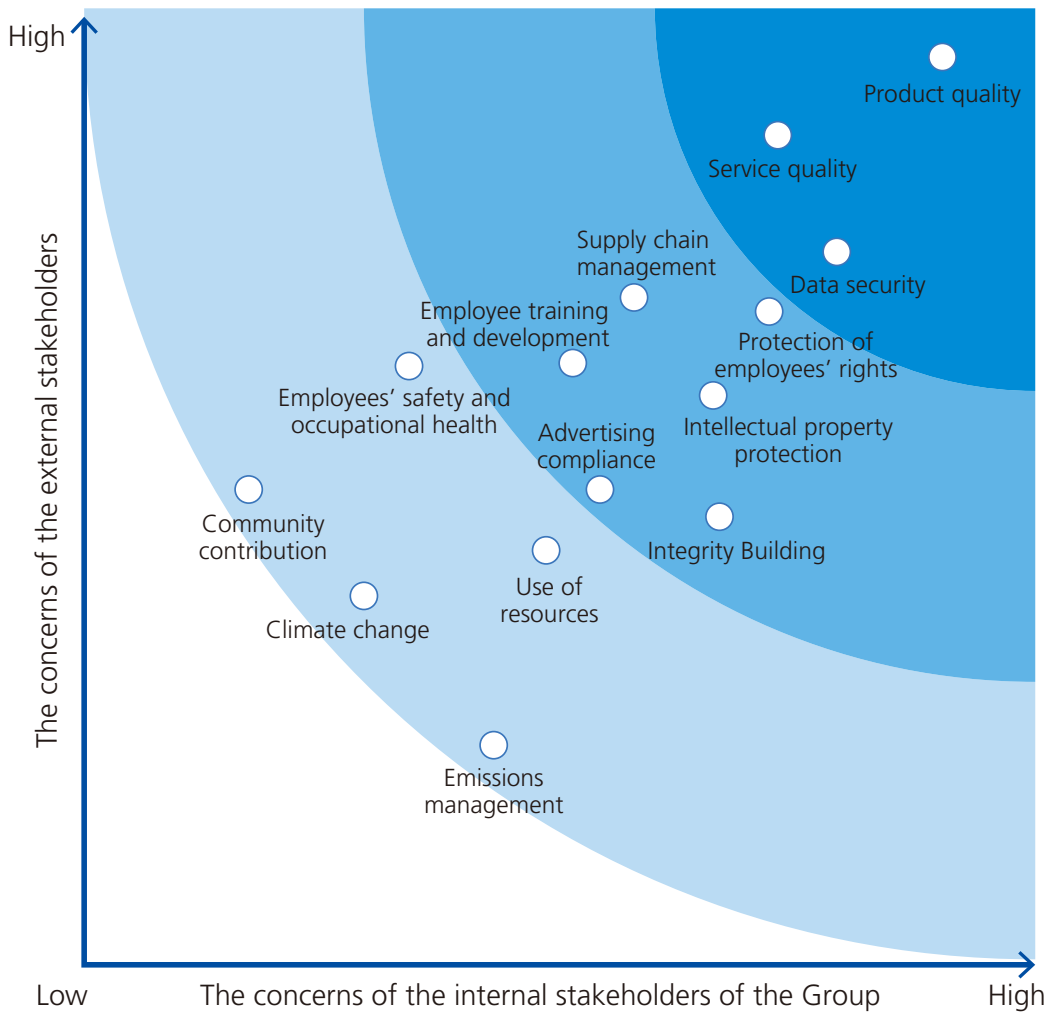 High
Product quality
Service quality
Supply chain
management
Data security
Employee training
and development
Protection of
employees’ rights
Employees’ safety and
occupational health
Intellectual property
protection
Advertising
compliance
Community
contribution
Integrity Building
Use of
resources
Climate change
Emissions
management
The concerns of the external stakeholders
Low
The concerns of the internal stakeholders of the Group
High